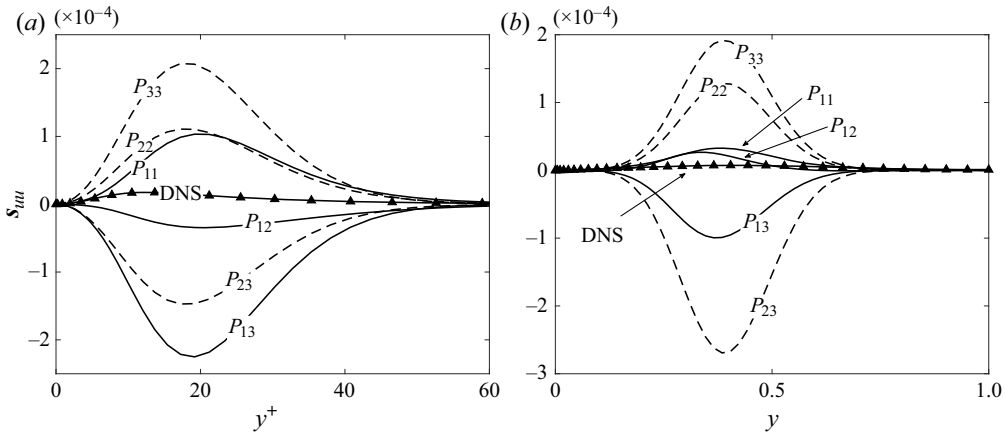 (a) (×10⁻⁴)
2
1
0
−1
−2
s_uu
P₃₃
P₂₂
P₁₁
DNS
P₁₂
P₂₃
P₁₃
0 20 40 60
y⁺
(b) (×10⁻⁴)
2
1
0
−1
−2
−3
P₃₃
P₂₂
P₁₁
P₁₂
P₁₃
DNS
P₂₃
0 0.5 1.0
y